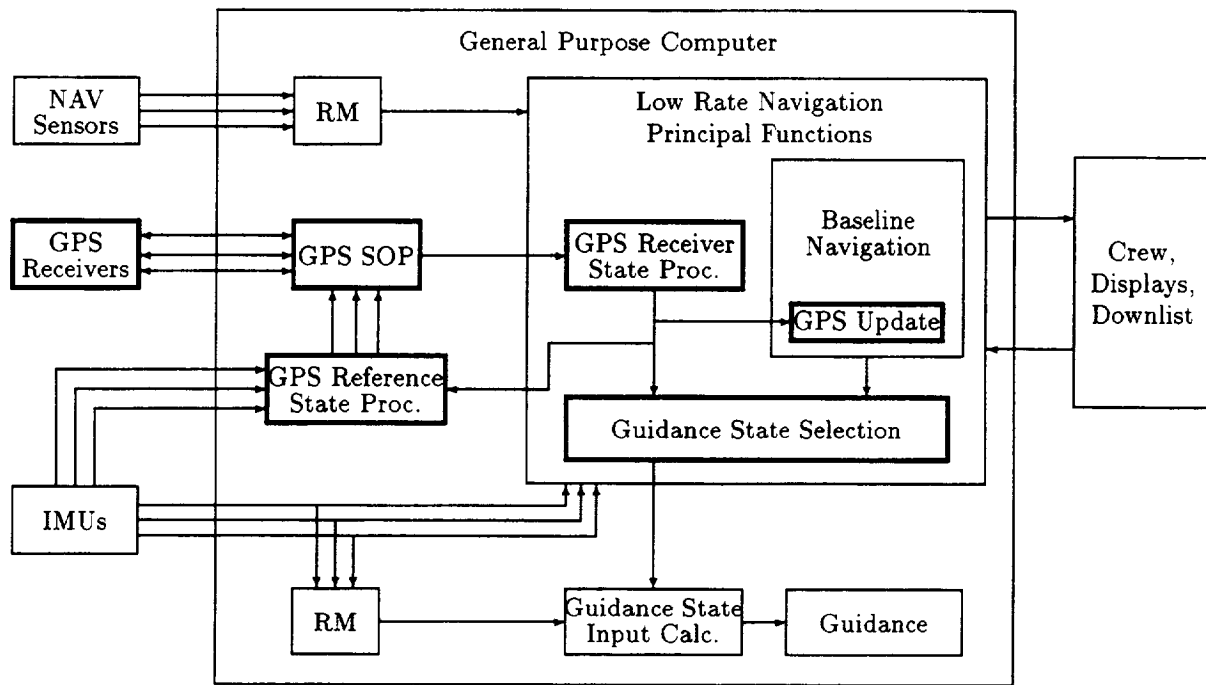 General Purpose Computer
NAV
Sensors
RM
Low Rate Navigation
Principal Functions
GPS
Receivers
GPS SOP
GPS Receiver
State Proc.
Baseline
Navigation
GPS Update
Crew,
Displays,
Downlist
GPS Reference
State Proc.
Guidance State Selection
IMUs
RM
Guidance State
Input Calc.
Guidance